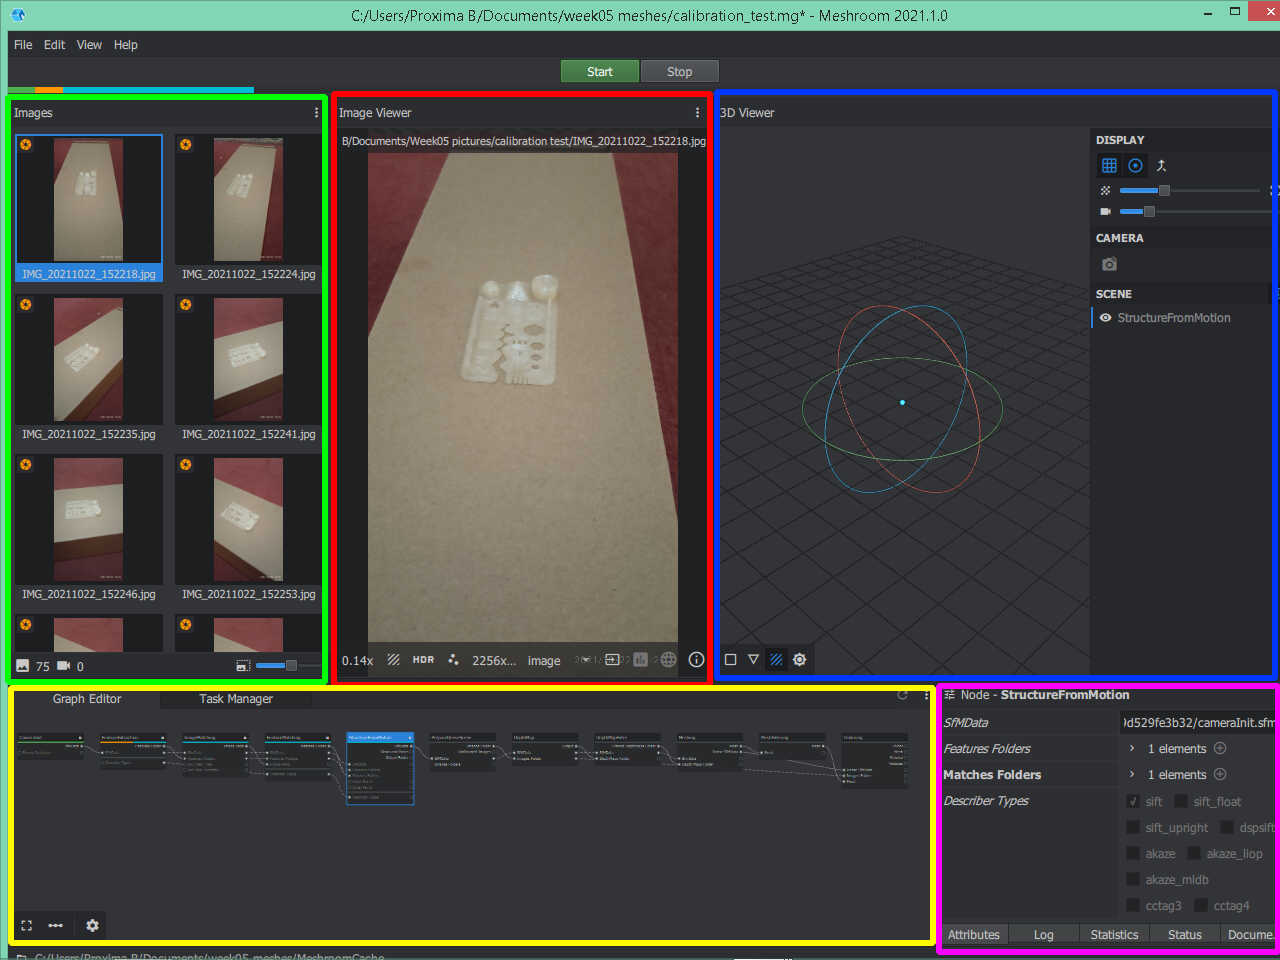 C:/Users/Proxima B/Documents/week05 meshes/calibration_test.mg* - Meshroom 2021.1.0
File Edit View Help
Start Stop
Images
IMG_20211022_152218.jpg IMG_20211022_152224.jpg
IMG_20211022_152235.jpg IMG_20211022_152241.jpg
IMG_20211022_152246.jpg IMG_20211022_152253.jpg
75 0
Image Viewer
B/Documents/Week05 pictures/calibration test/IMG_20211022_152218.jpg
0.14x HDR 2256x... image
3D Viewer
DISPLAY
CAMERA
SCENE
StructureFromMotion
Graph Editor Task Manager
Node - StructureFromMotion
SfMData 9d529fe3b32/cameraInit.sfm
Features Folders 1 elements
Matches Folders 1 elements
Describer Types
sift sift_float
sift_upright dspsift
akaze akaze_liop
akaze_mldb
cctag3 cctag4
Attributes Log Statistics Status Docume...
C:/Users/Proxima B/Documents/week05 meshes/MeshroomCache